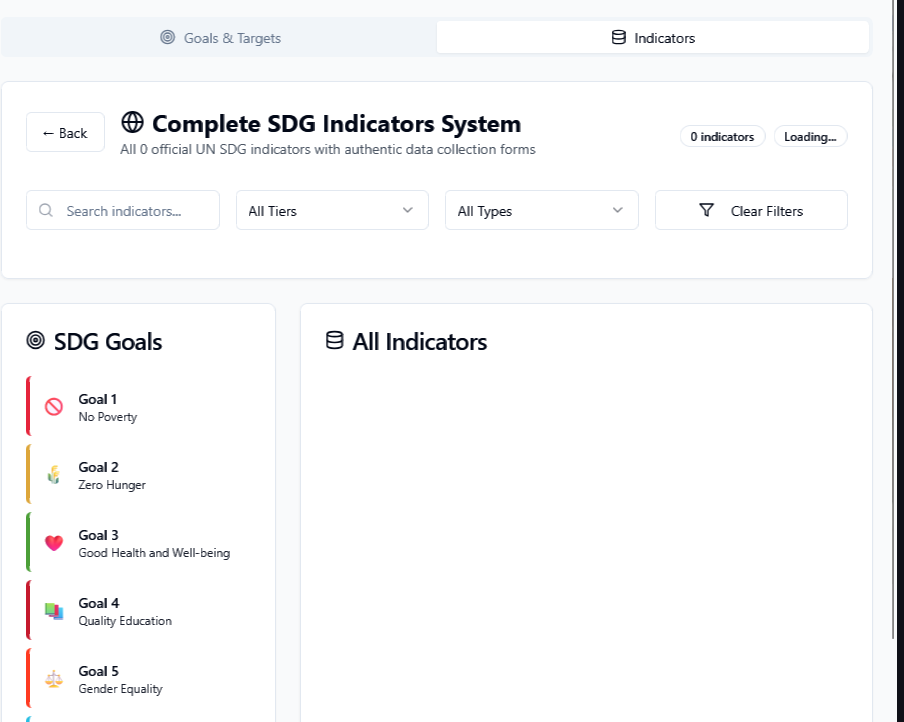 Goals & Targets
Indicators
← Back
Complete SDG Indicators System
All 0 official UN SDG indicators with authentic data collection forms
0 indicators
Loading...
Search indicators...
All Tiers
All Types
Clear Filters
SDG Goals
Goal 1
No Poverty
Goal 2
Zero Hunger
Goal 3
Good Health and Well-being
Goal 4
Quality Education
Goal 5
Gender Equality
All Indicators